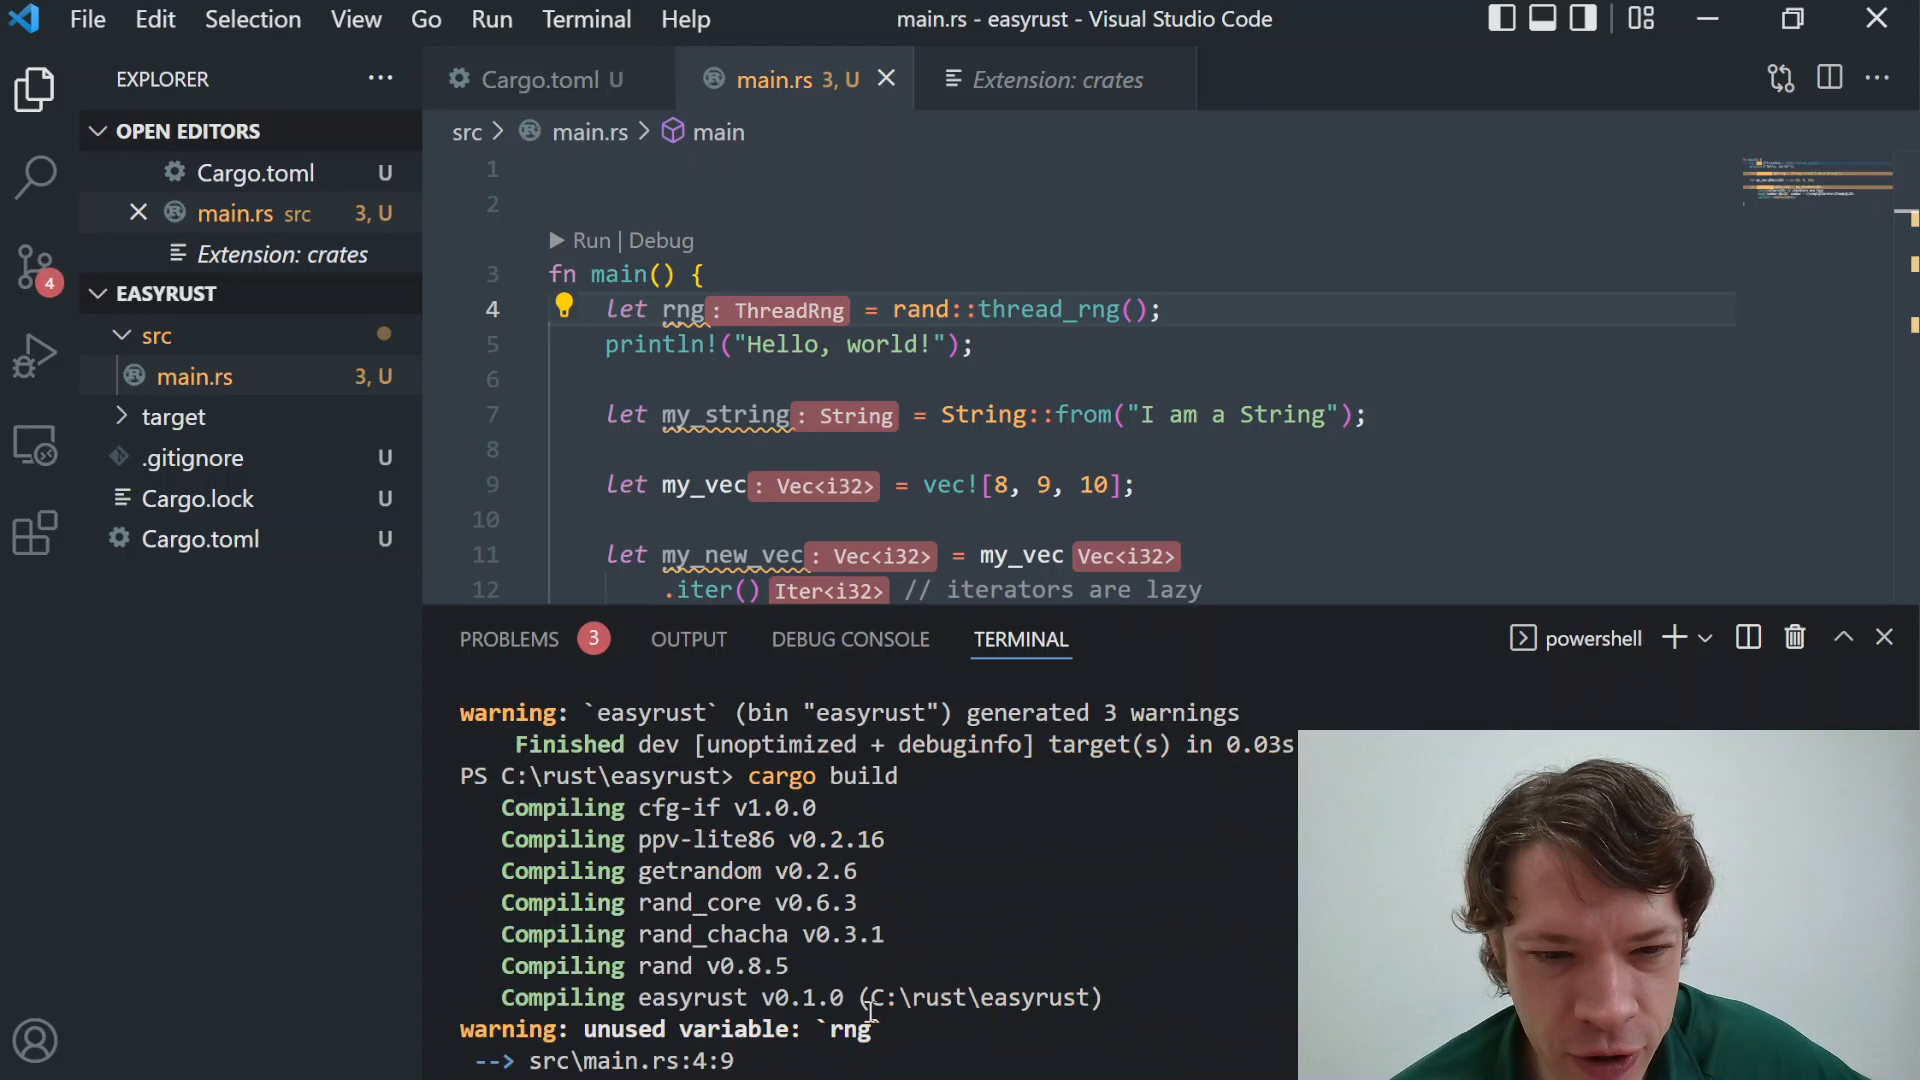 File Edit Selection View Go Run Terminal Help
main.rs - easyrust - Visual Studio Code
EXPLORER
OPEN EDITORS
Cargo.toml U
main.rs src 3, U
Extension: crates
EASYRUST
src
main.rs 3, U
target
.gitignore U
Cargo.lock U
Cargo.toml U
4
Cargo.toml U
main.rs 3, U
Extension: crates
src > main.rs > main
1
2
Run | Debug
3 fn main() {
4 let rng: ThreadRng = rand::thread_rng();
5 println!("Hello, world!");
6
7 let my_string: String = String::from("I am a String");
8
9 let my_vec: Vec<i32> = vec![8, 9, 10];
10
11 let my_new_vec: Vec<i32> = my_vec Vec<i32>
12 .iter() Iter<i32> // iterators are lazy
PROBLEMS 3 OUTPUT DEBUG CONSOLE TERMINAL
powershell
warning: `easyrust` (bin "easyrust") generated 3 warnings
Finished dev [unoptimized + debuginfo] target(s) in 0.03s
PS C:\rust\easyrust> cargo build
Compiling cfg-if v1.0.0
Compiling ppv-lite86 v0.2.16
Compiling getrandom v0.2.6
Compiling rand_core v0.6.3
Compiling rand_chacha v0.3.1
Compiling rand v0.8.5
Compiling easyrust v0.1.0 (C:\rust\easyrust)
warning: unused variable: `rng`
--> src\main.rs:4:9